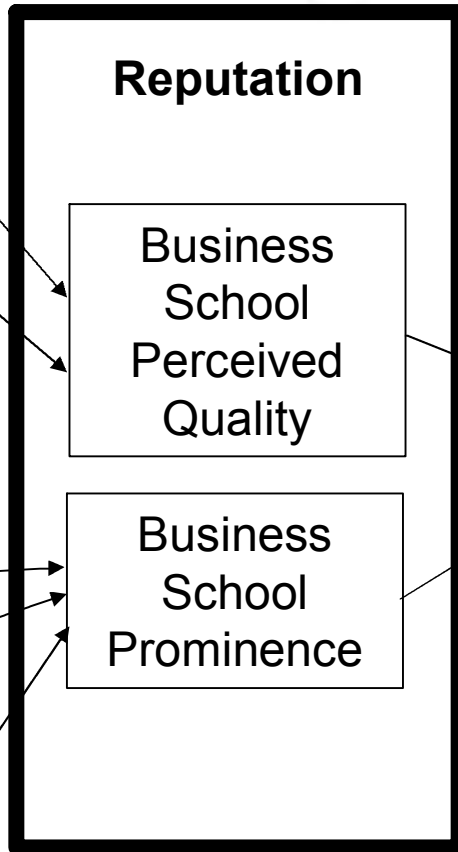 Reputation
Business
School
Perceived
Quality
Business
School
Prominence